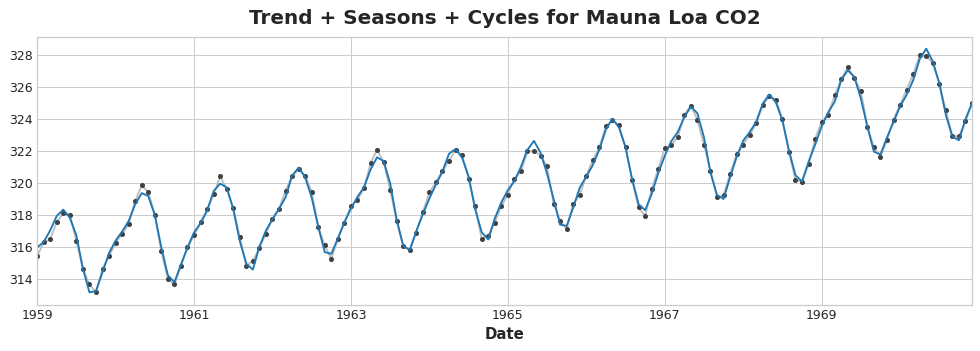 Trend + Seasons + Cycles for Mauna Loa CO2
328
326
324
322
320
318
316
314
1959 1961 1963 1965 1967 1969
Date